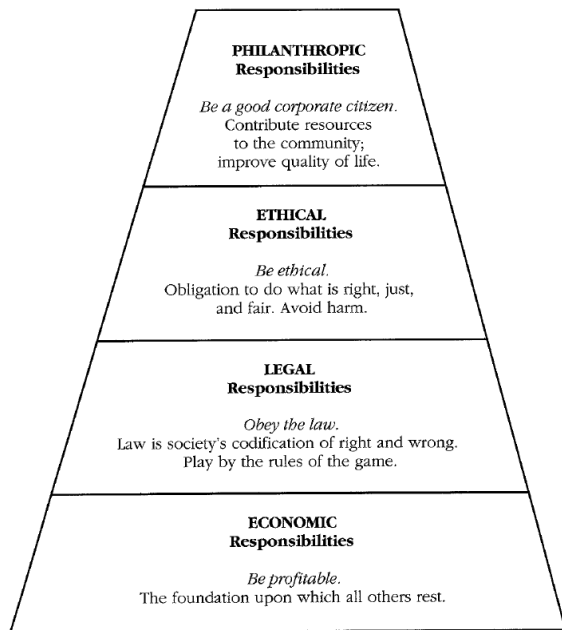 PHILANTHROPIC
Responsibilities
Be a good corporate citizen.
Contribute resources
to the community;
improve quality of life.
ETHICAL
Responsibilities
Be ethical.
Obligation to do what is right, just,
and fair. Avoid harm.
LEGAL
Responsibilities
Obey the law.
Law is society's codification of right and wrong.
Play by the rules of the game.
ECONOMIC
Responsibilities
Be profitable.
The foundation upon which all others rest.